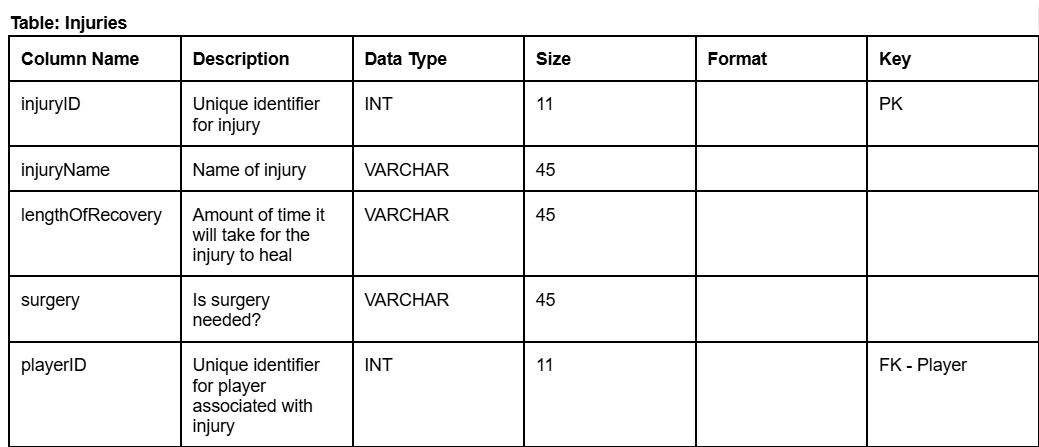 Table: Injuries
Column Name Description Data Type Size Format Key
injuryID Unique identifier INT 11 PK
for injury
injuryName Name of injury VARCHAR 45
lengthOfRecovery Amount of time it VARCHAR 45
will take for the
injury to heal
surgery Is surgery VARCHAR 45
needed?
playerID Unique identifier INT 11 FK - Player
for player
associated with
injury